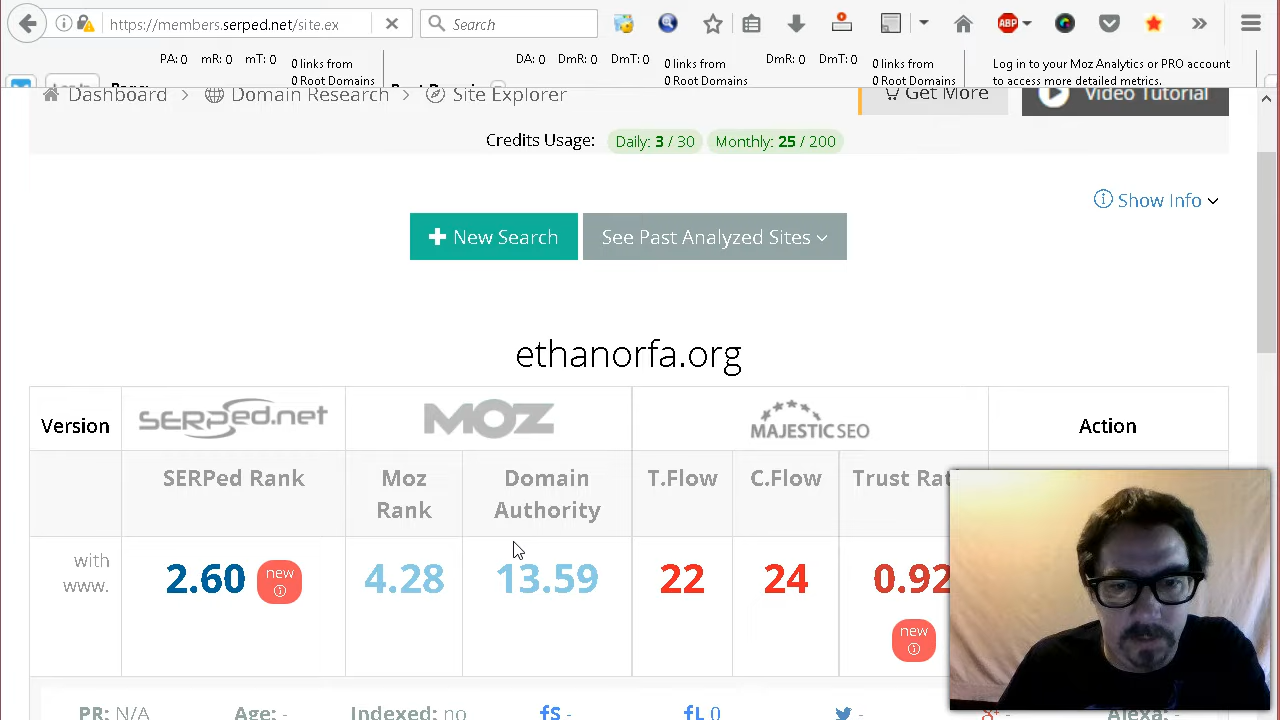 https://members.serped.net/site.ex
Search
ABP
PA: 0 mR: 0 mT: 0
0 links from
0 Root Domains
DA: 0 DmR: 0 DmT: 0
0 links from
0 Root Domains
DmR: 0 DmT: 0
0 links from
0 Root Domains
Log in to your Moz Analytics or PRO account
to access more detailed metrics.
Dashboard > Domain Research > Site Explorer
Get More
Video Tutorial
Credits Usage: Daily: 3 / 30 Monthly: 25 / 200
Show Info
New Search
See Past Analyzed Sites
ethanorfa.org
Version
SERPed.net
MOZ
MAJESTICSEO
Action
SERPed Rank
Moz Rank
Domain Authority
T.Flow
C.Flow
Trust Rat
with www.
2.60
new
4.28
13.59
22
24
0.92
new
PR: N/A
Age: -
Indexed: no
fS -
fL 0
-
g+ -
Alexa: -